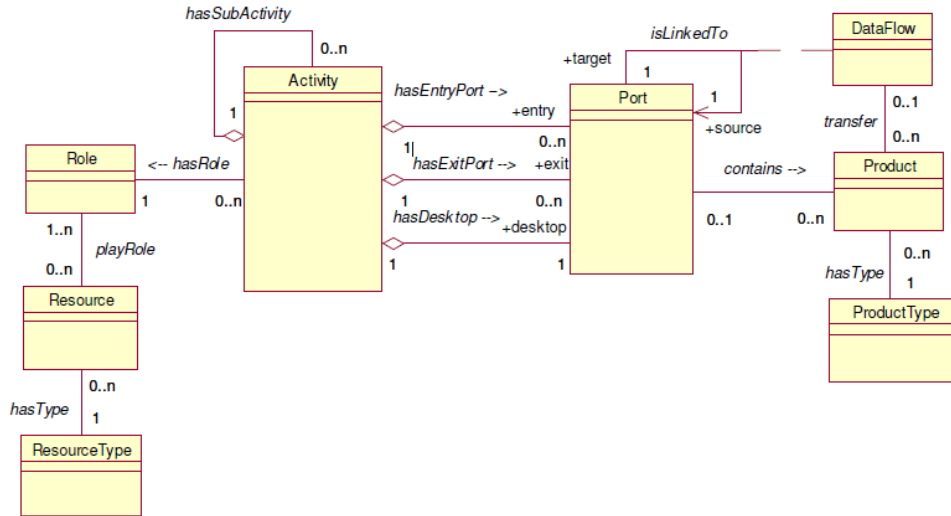 hasSubActivity
0..n
isLinkedTo
DataFlow
+target
1
Activity
hasEntryPort -->
1
Port
1
+entry
+source
0..1
transfer
0..n
Role
<-- hasRole
1|
0..n
hasExitPort -->
+exit
contains -->
Product
1
0..n
1
0..n
hasDesktop -->
+desktop
0..1
0..n
1..n
playRole
0..n
1
1
0..n
hasType
1
Resource
ProductType
0..n
hasType
1
ResourceType